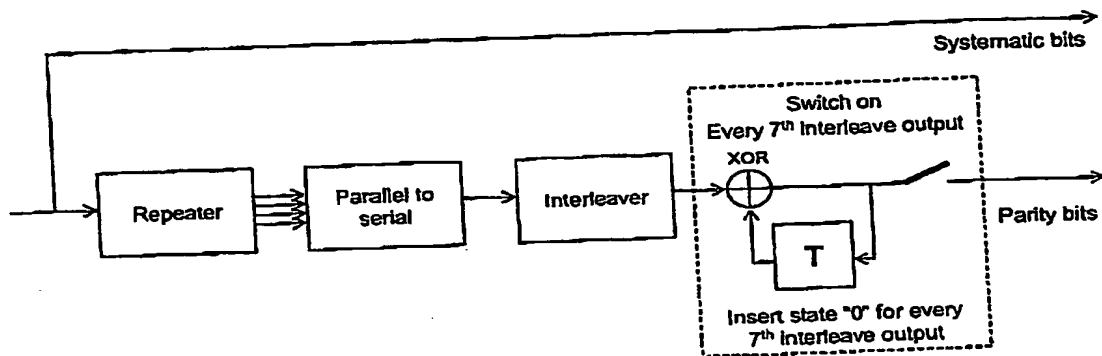 Systematic bits
Switch on
Every 7th interleave output
XOR
Repeater
Parallel to
serial
Interleaver
Parity bits
T
Insert state "0" for every
7th interleave output